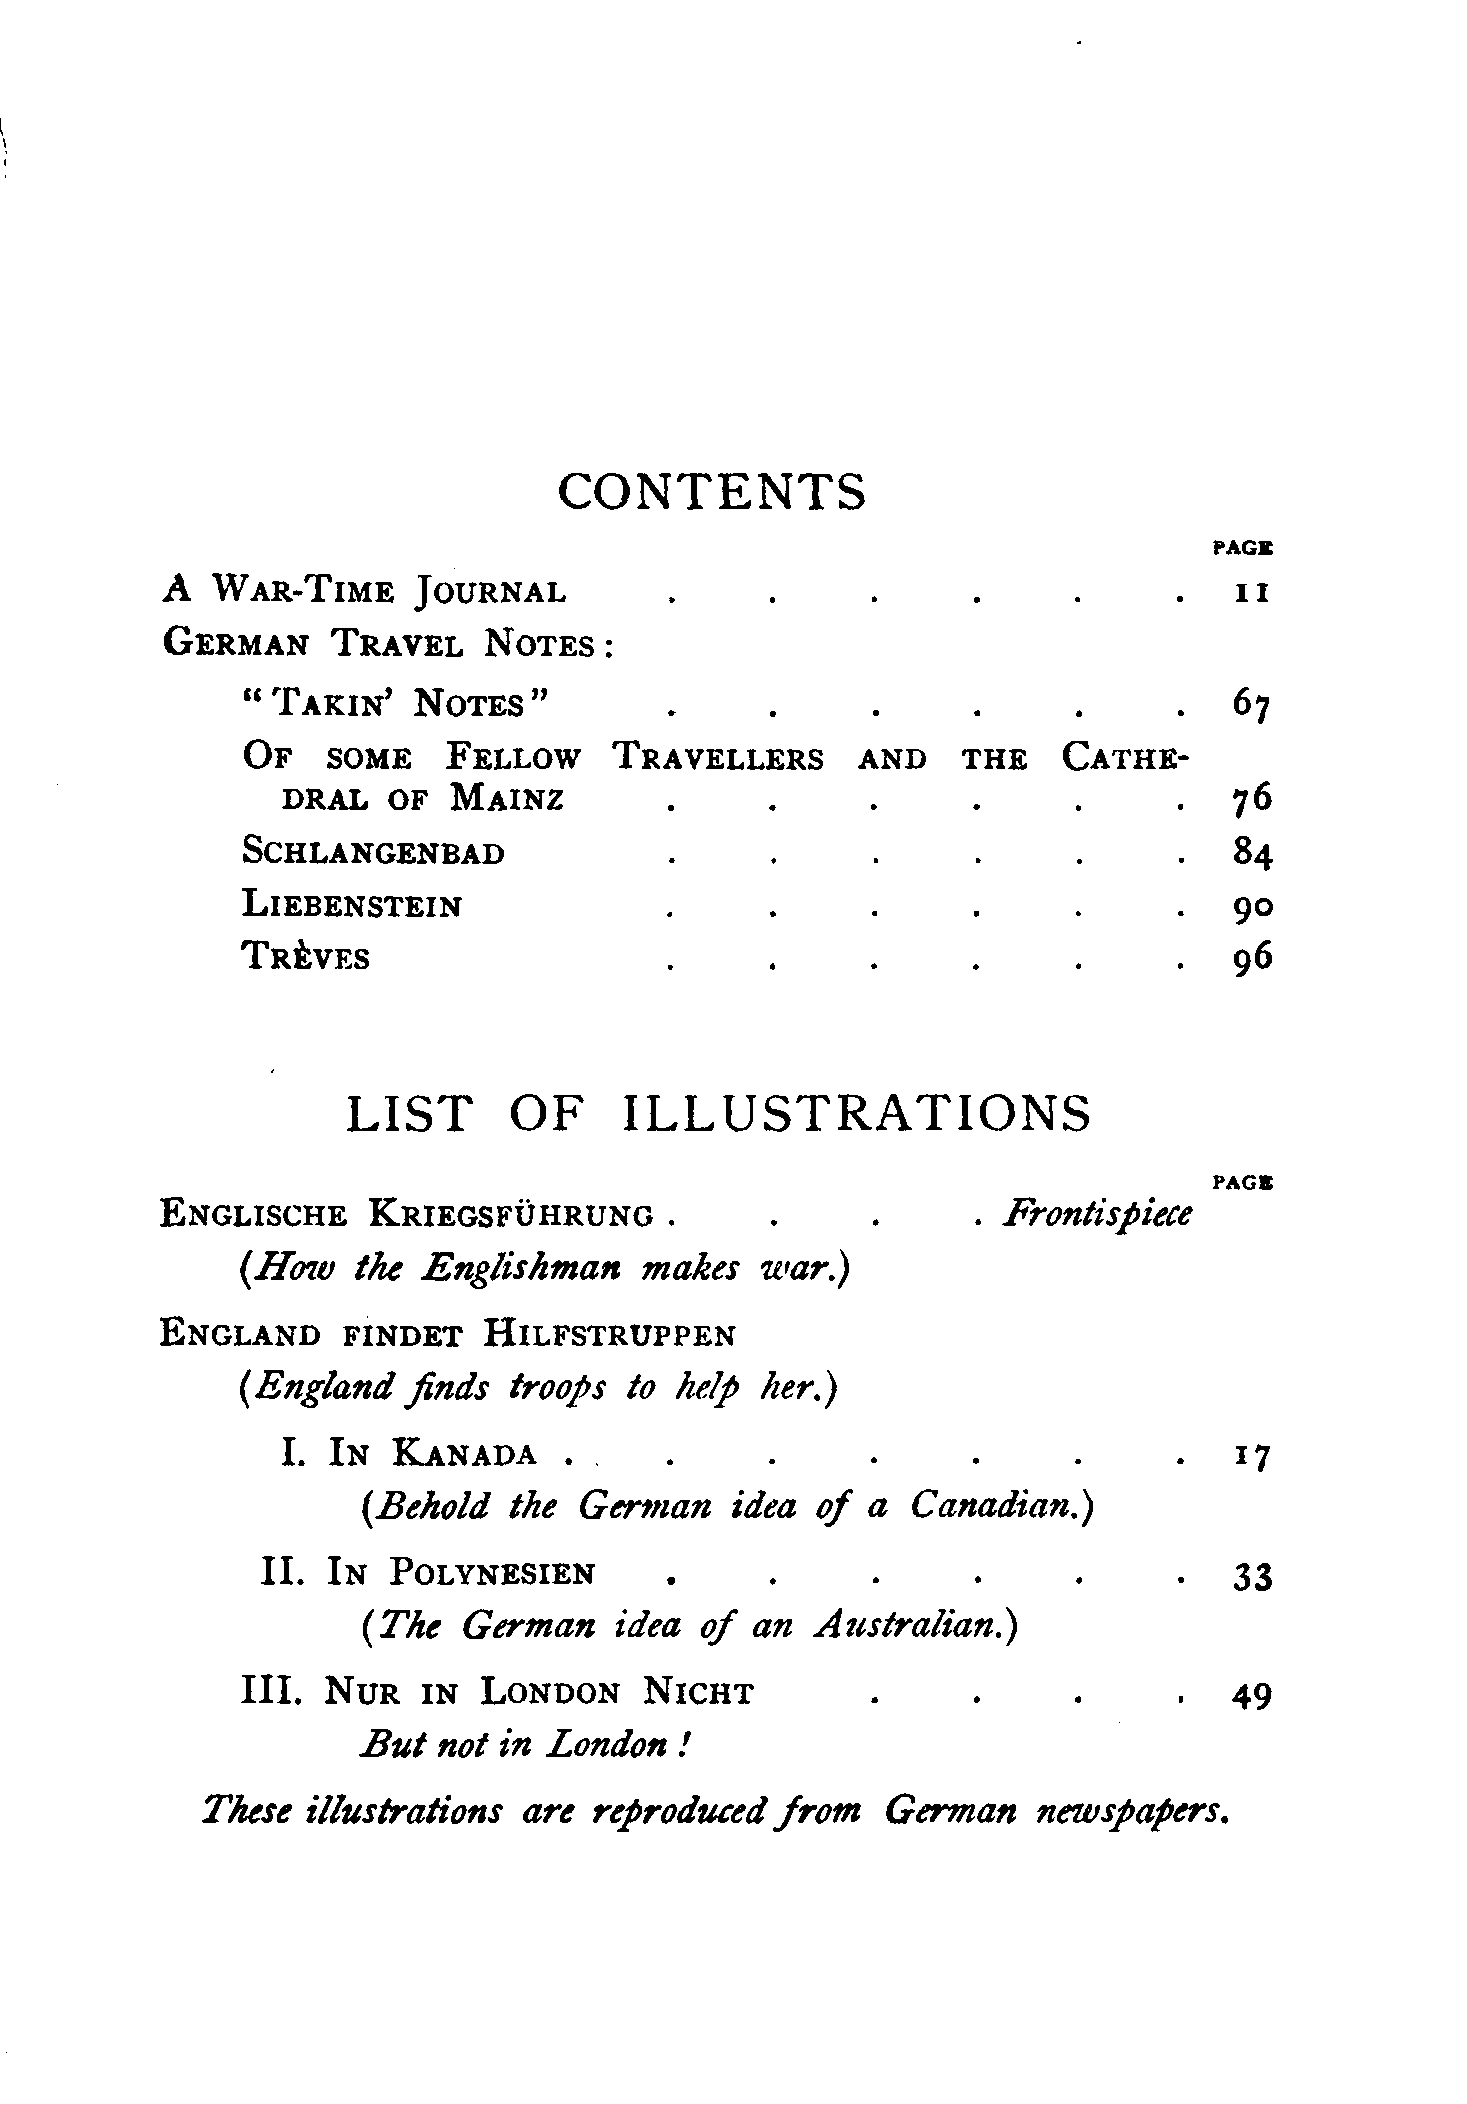 CONTENTS
PAGE
A War-Time Journal . . . . . . 11
German Travel Notes:
"Takin' Notes" . . . . . . 67
Of some Fellow Travellers and the Cathe-
dral of Mainz . . . . . . 76
Schlangenbad . . . . . . 84
Liebenstein . . . . . . 90
Trèves . . . . . . 96
LIST OF ILLUSTRATIONS
PAGE
Englische Kriegsführung . . . . Frontispiece
(How the Englishman makes war.)
England findet Hilfstruppen
(England finds troops to help her.)
I. In Kanada . . . . . . . 17
(Behold the German idea of a Canadian.)
II. In Polynesien . . . . . . 33
(The German idea of an Australian.)
III. Nur in London Nicht . . . . 49
But not in London!
These illustrations are reproduced from German newspapers.